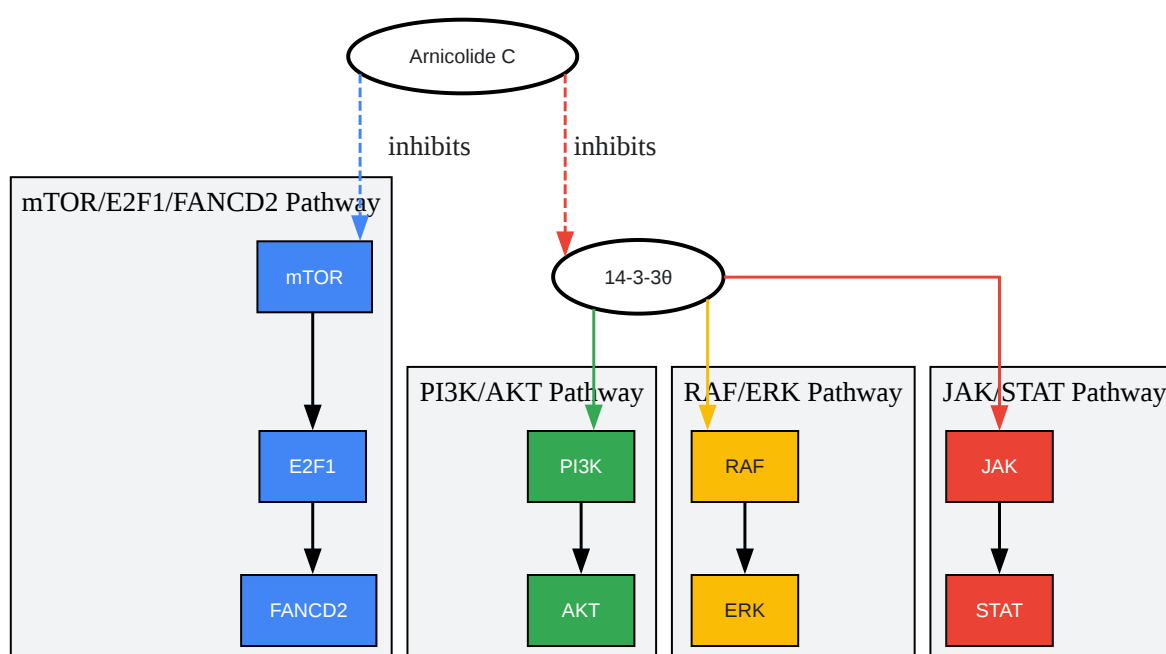 Arnicolide C
inhibits
inhibits
mTOR/E2F1/FANCD2 Pathway
mTOR
14-3-3θ
PI3K/AKT Pathway
RAF/ERK Pathway
JAK/STAT Pathway
E2F1
PI3K
RAF
JAK
FANCD2
AKT
ERK
STAT